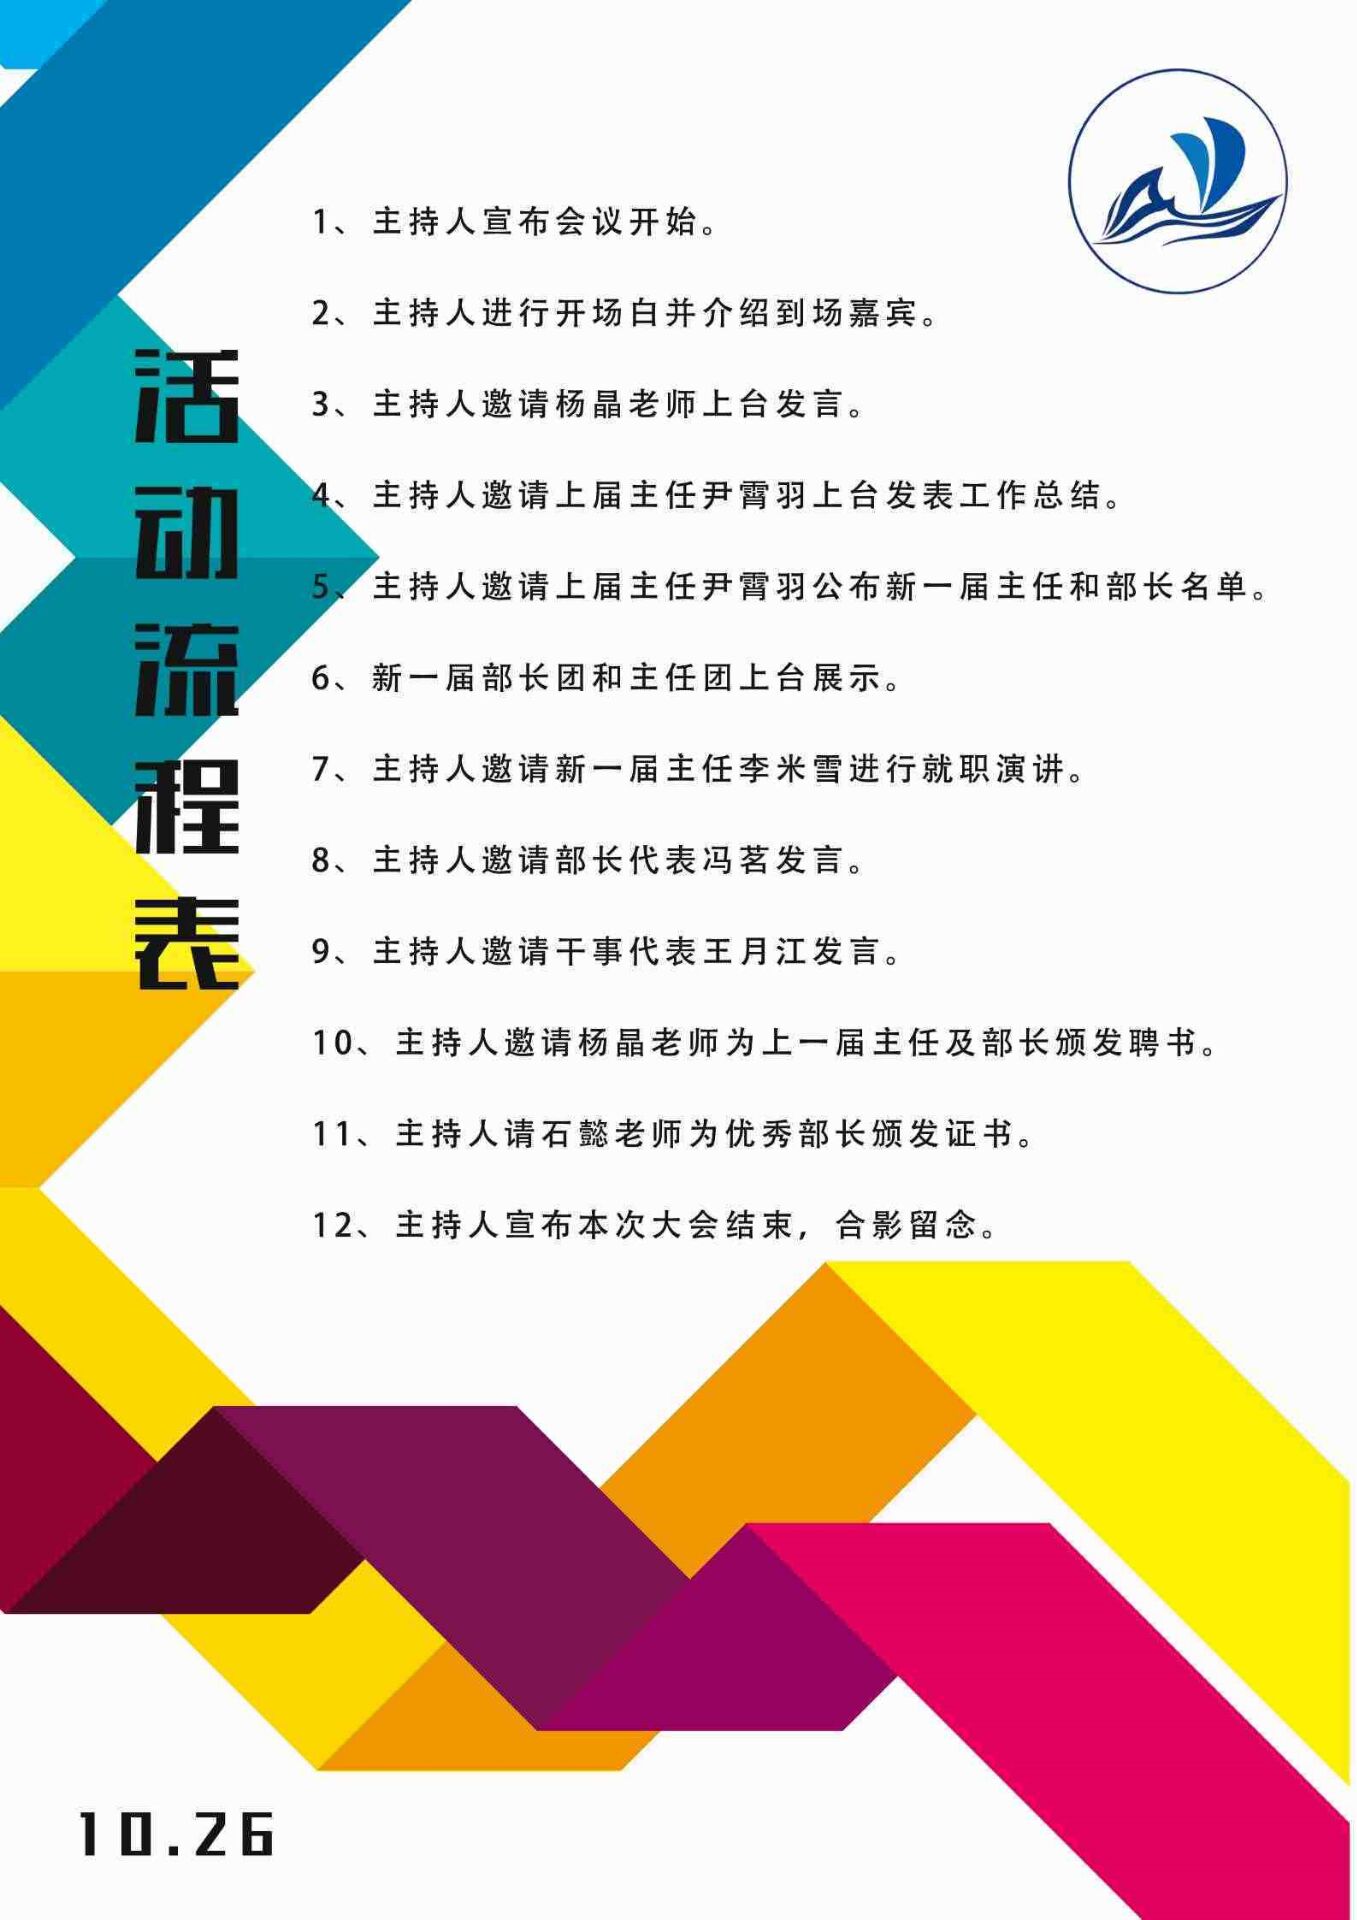 活动流程表
1、主持人宣布会议开始。
2、主持人进行开场白并介绍到场嘉宾。
3、主持人邀请杨晶老师上台发言。
4、主持人邀请上届主任尹霄羽上台发表工作总结。
5、主持人邀请上届主任尹霄羽公布新一届主任和部长名单。
6、新一届部长团和主任团上台展示。
7、主持人邀请新一届主任李米雪进行就职演讲。
8、主持人邀请部长代表冯茗发言。
9、主持人邀请干事代表王月江发言。
10、主持人邀请杨晶老师为上一届主任及部长颁发聘书。
11、主持人请石懿老师为优秀部长颁发证书。
12、主持人宣布本次大会结束，合影留念。
10.26